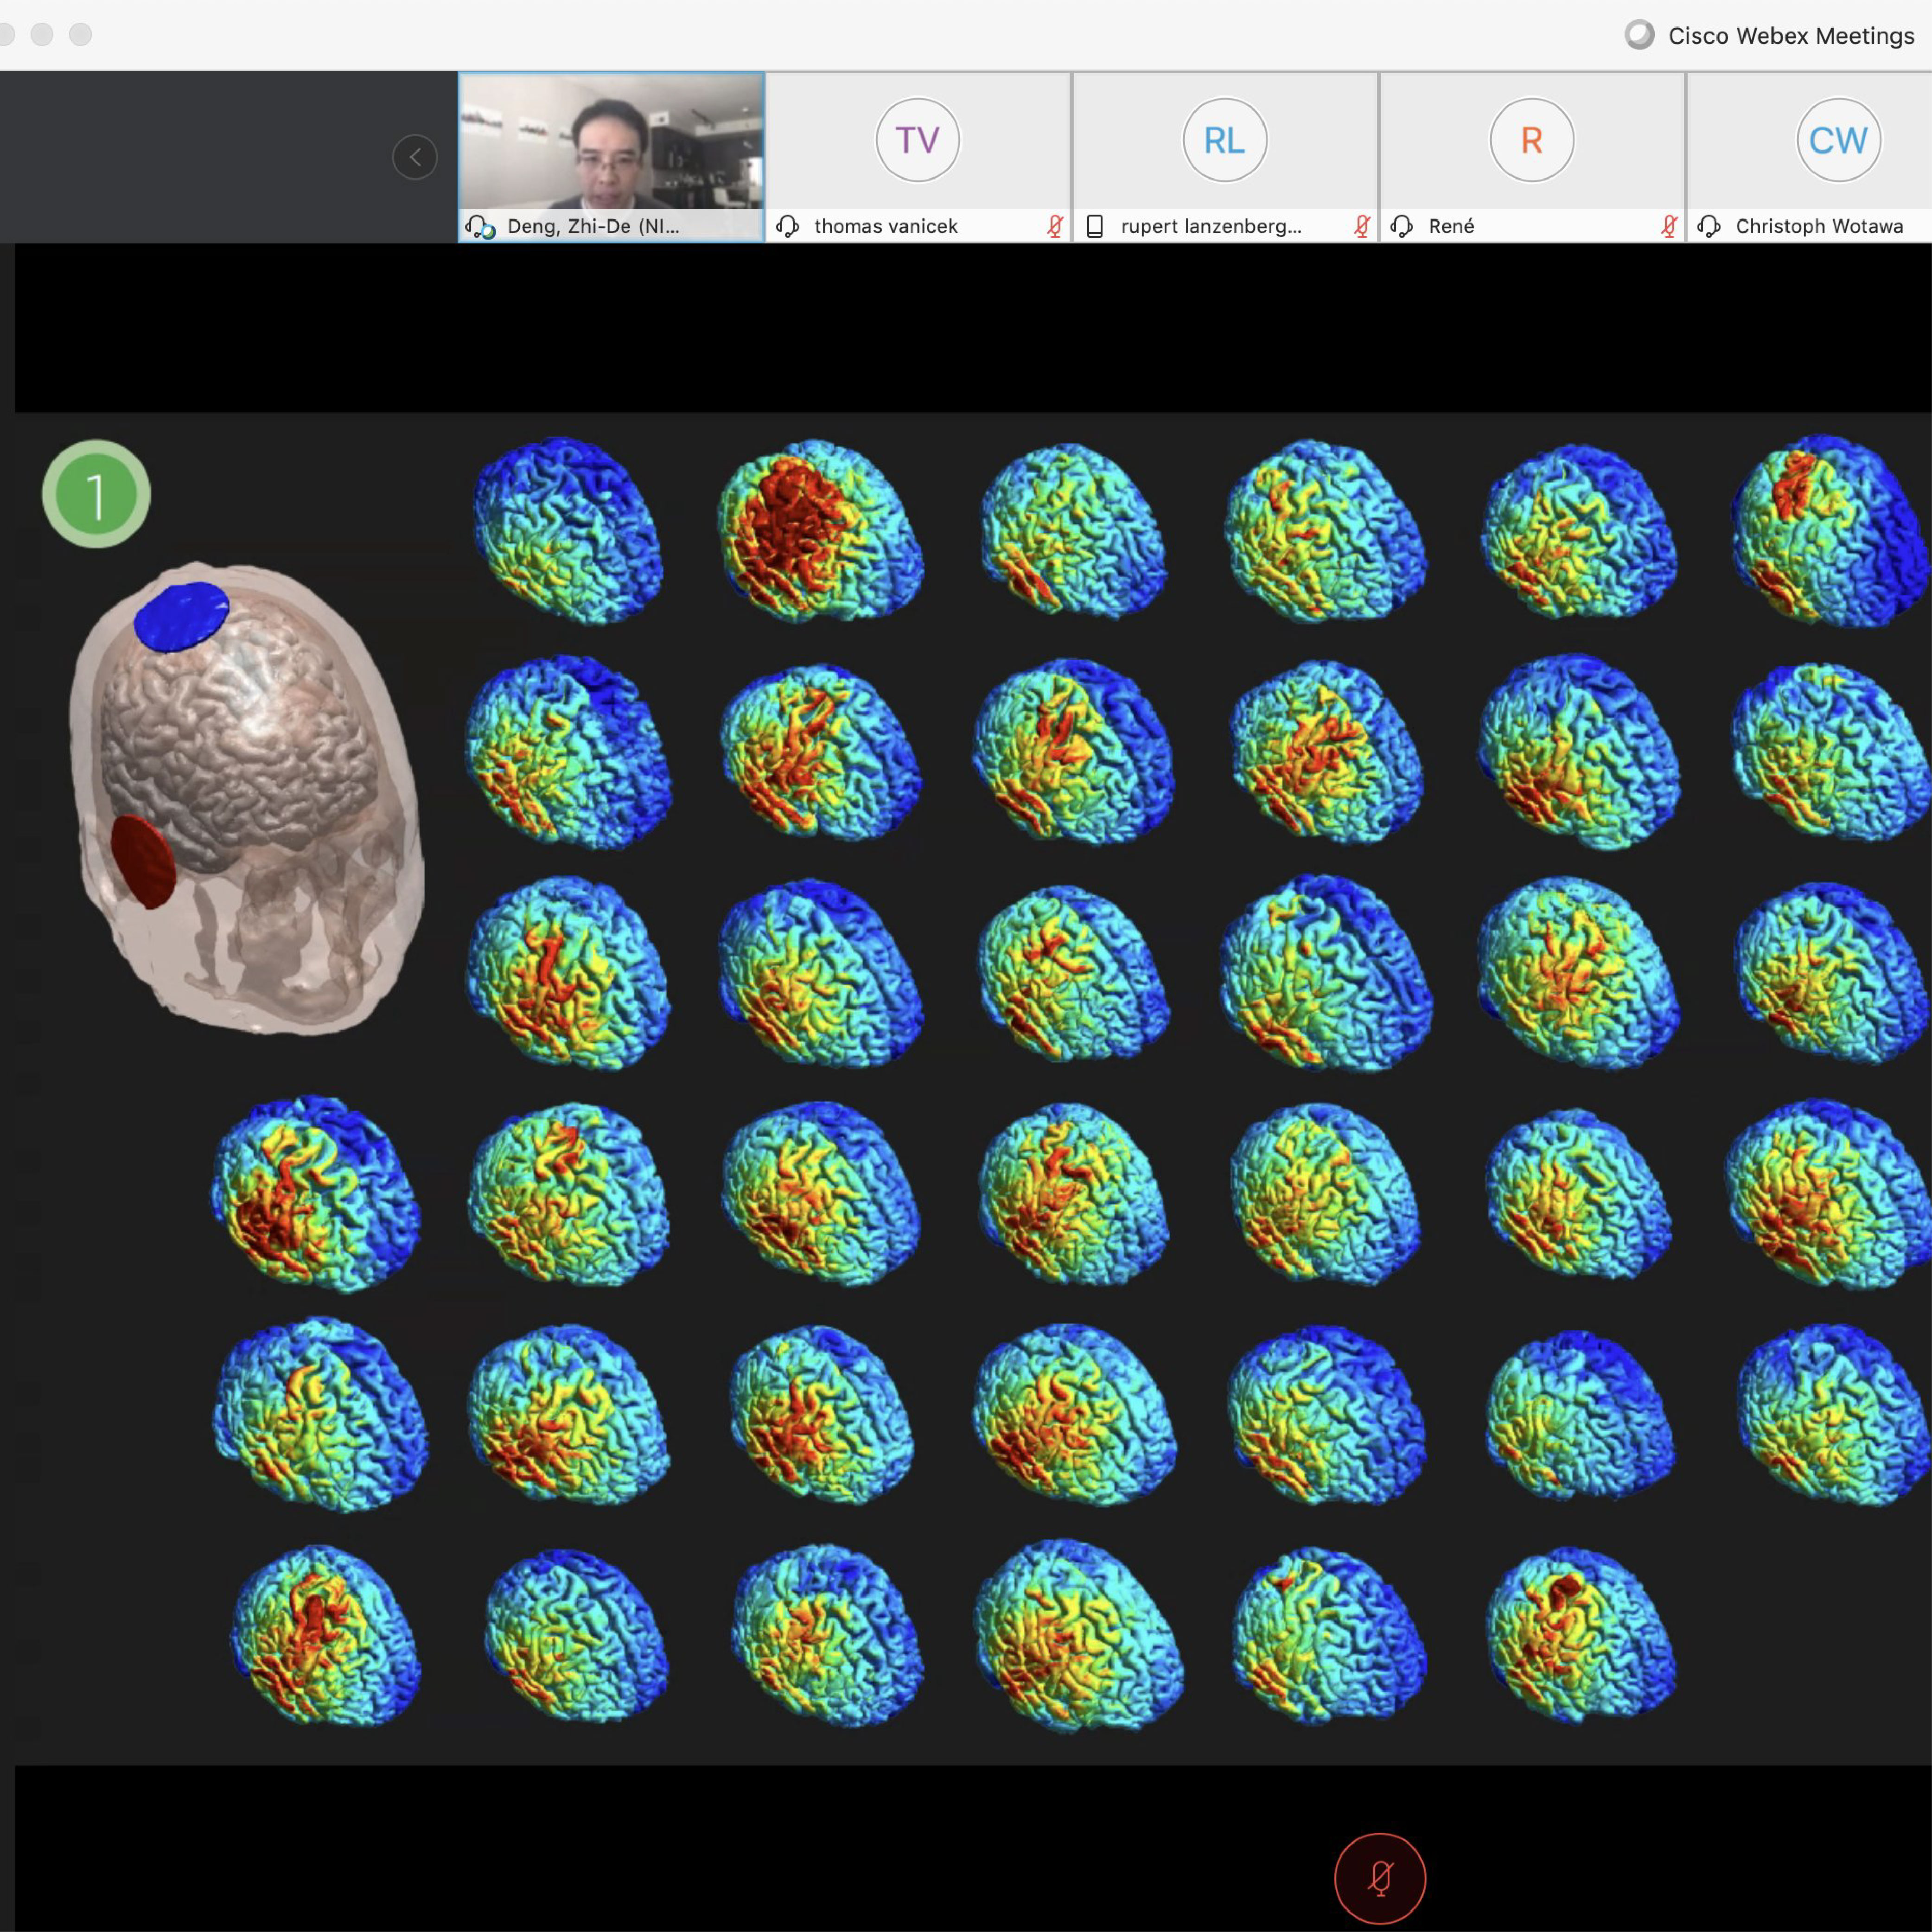 Cisco Webex Meetings
TV
RL
R
CW
Deng, Zhi-De (NI...
thomas vanicek
rupert lanzenberg...
René
Christoph Wotawa
1